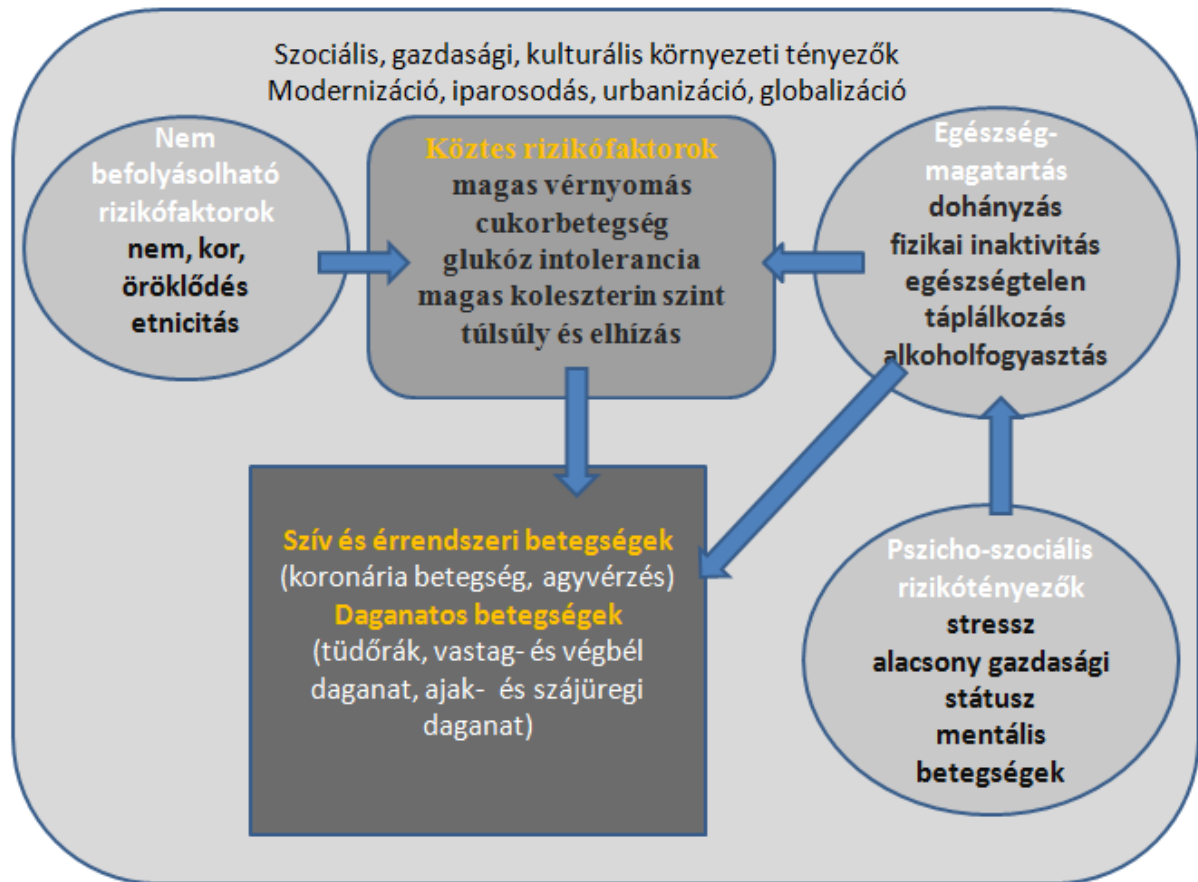 Szociális, gazdasági, kulturális környezeti tényezők
Modernizáció, iparosodás, urbanizáció, globalizáció
Nem
befolyásolható
rizikófaktorok
nem, kor,
öröklődés
etnicitás
Köztes rizikófaktorok
magas vérnyomás
cukorbetegség
glukóz intolerancia
magas koleszterin szint
túlsúly és elhízás
Egészség-
magatartás
dohányzás
fizikai inaktivitás
egészségtelen
táplálkozás
alkoholfogyasztás
Szív és érrendszeri betegségek
(koronária betegség, agyvérzés)
Daganatos betegségek
(tüdőrák, vastag- és végbél
daganat, ajak- és szájüregi
daganat)
Pszicho-szociális
rizikótényezők
stressz
alacsony gazdasági
státusz
mentális
betegségek